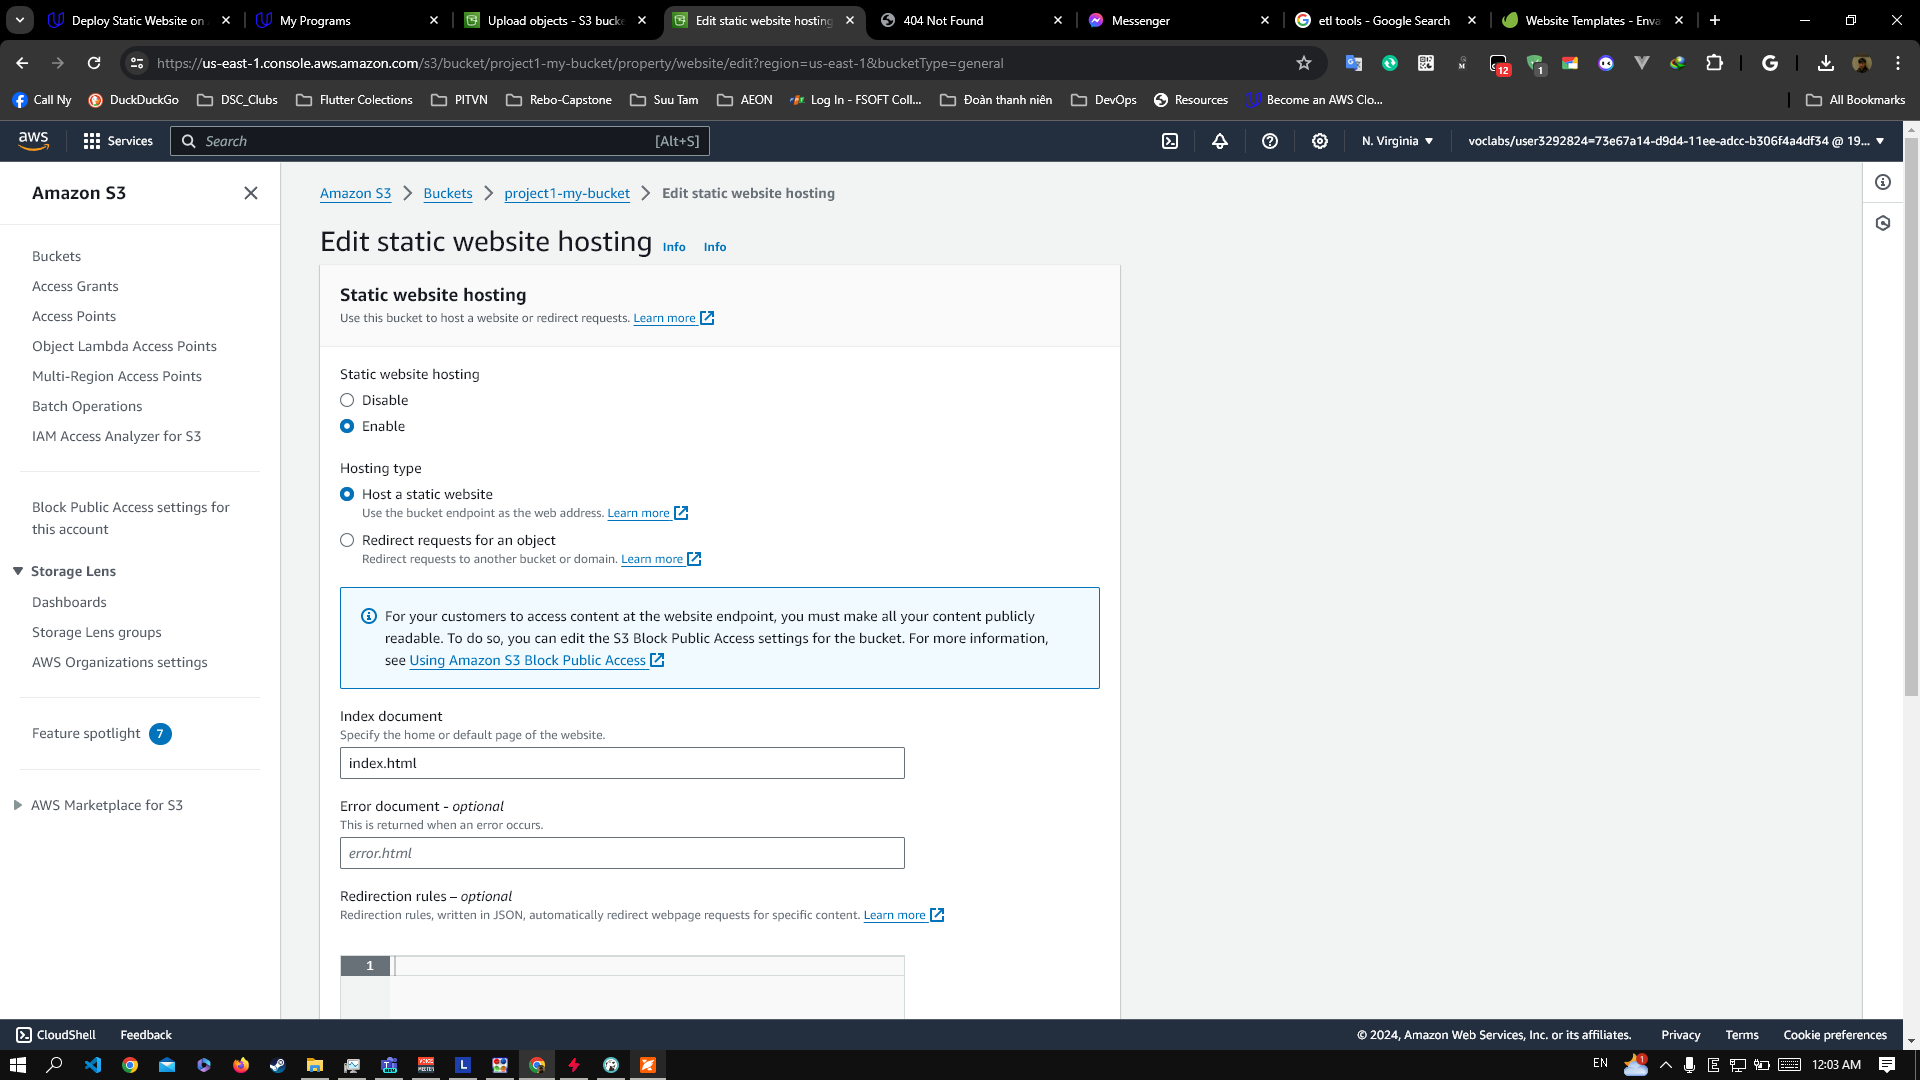 Deploy Static Website on
My Programs
Upload objects - S3 bucke
Edit static website hosting
404 Not Found
Messenger
etl tools - Google Search
Website Templates - Enva
https://us-east-1.console.aws.amazon.com/s3/bucket/project1-my-bucket/property/website/edit?region=us-east-1&bucketType=general
12
1
Call Ny
DuckDuckGo
DSC_Clubs
Flutter Colections
PITVN
Rebo-Capstone
Suu Tam
AEON
Log In - FSOFT Coll...
Đoàn thanh niên
DevOps
Resources
Become an AWS Clo...
All Bookmarks
aws
Services
Search
[Alt+S]
N. Virginia
voclabs/user3292824=73e67a14-d9d4-11ee-adcc-b306f4a4df34 @ 19...
Amazon S3
Buckets
Access Grants
Access Points
Object Lambda Access Points
Multi-Region Access Points
Batch Operations
IAM Access Analyzer for S3
Block Public Access settings for
this account
Storage Lens
Dashboards
Storage Lens groups
AWS Organizations settings
Feature spotlight 7
AWS Marketplace for S3
Amazon S3 > Buckets > project1-my-bucket > Edit static website hosting
Edit static website hosting Info Info
Static website hosting
Use this bucket to host a website or redirect requests. Learn more
Static website hosting
Disable
Enable
Hosting type
Host a static website
Use the bucket endpoint as the web address. Learn more
Redirect requests for an object
Redirect requests to another bucket or domain. Learn more
For your customers to access content at the website endpoint, you must make all your content publicly
readable. To do so, you can edit the S3 Block Public Access settings for the bucket. For more information,
see Using Amazon S3 Block Public Access
Index document
Specify the home or default page of the website.
index.html
Error document - optional
This is returned when an error occurs.
error.html
Redirection rules – optional
Redirection rules, written in JSON, automatically redirect webpage requests for specific content. Learn more
1
CloudShell
Feedback
© 2024, Amazon Web Services, Inc. or its affiliates.
Privacy
Terms
Cookie preferences
EN
1
12:03 AM